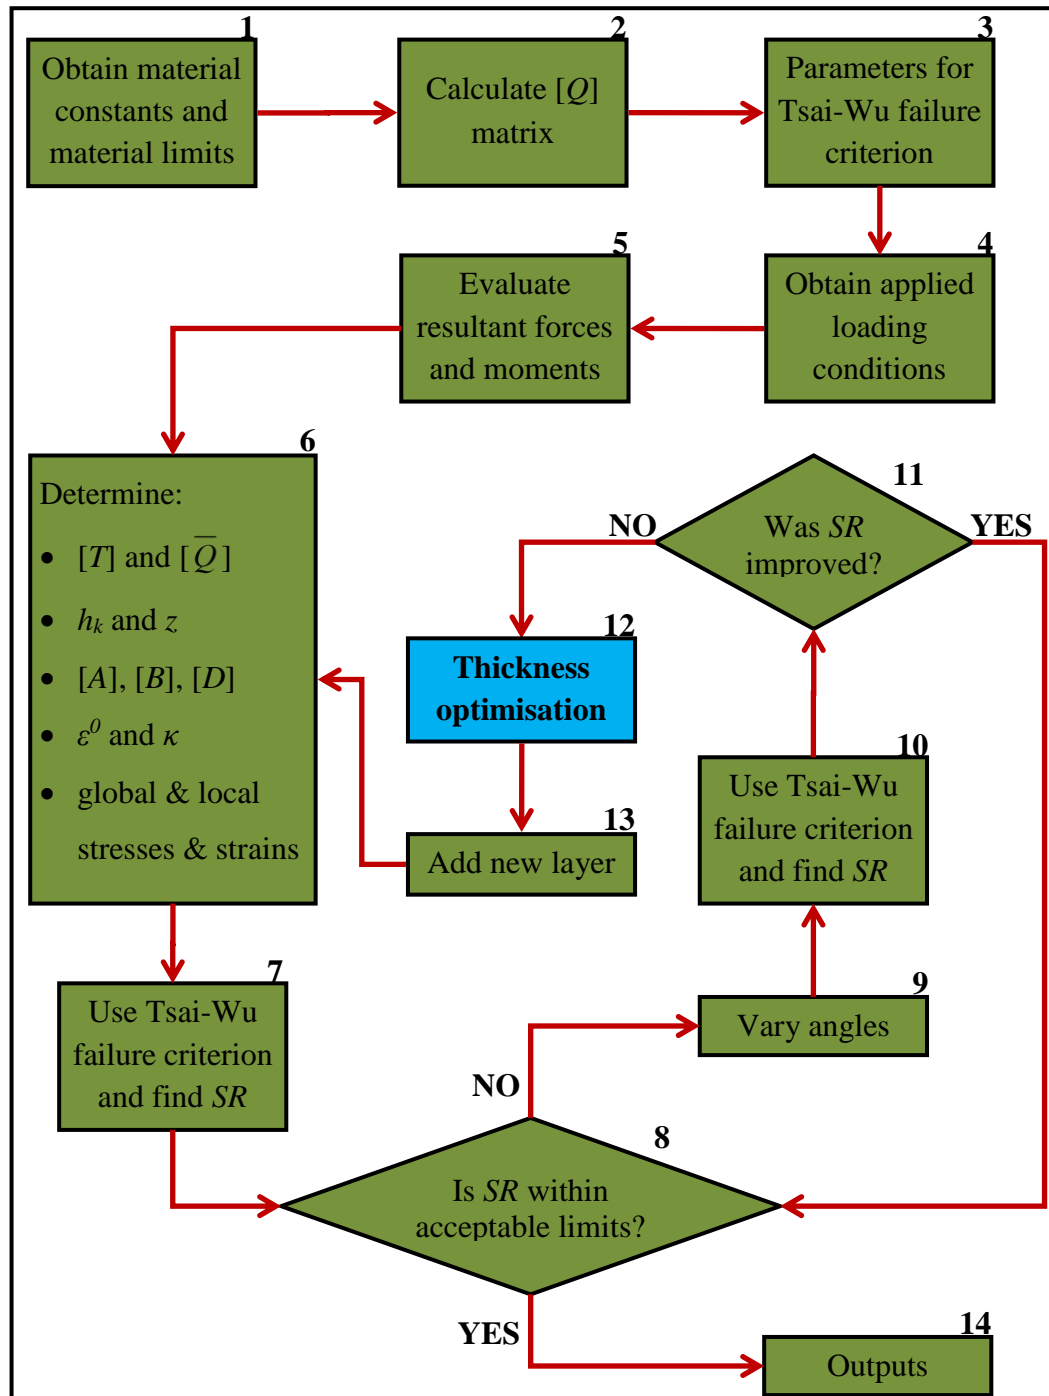 1
Obtain material
constants and
material limits
2
Calculate [Q]
matrix
3
Parameters for
Tsai-Wu failure
criterion
4
Obtain applied
loading
conditions
5
Evaluate
resultant forces
and moments
6
Determine:
• [T] and [Q̅]
• hₖ and z
• [A], [B], [D]
• ε⁰ and κ
• global & local
stresses & strains
7
Use Tsai-Wu
failure criterion
and find SR
8
Is SR within
acceptable limits?
NO
YES
9
Vary angles
10
Use Tsai-Wu
failure criterion
and find SR
11
Was SR
improved?
NO
YES
12
Thickness
optimisation
13
Add new layer
14
Outputs